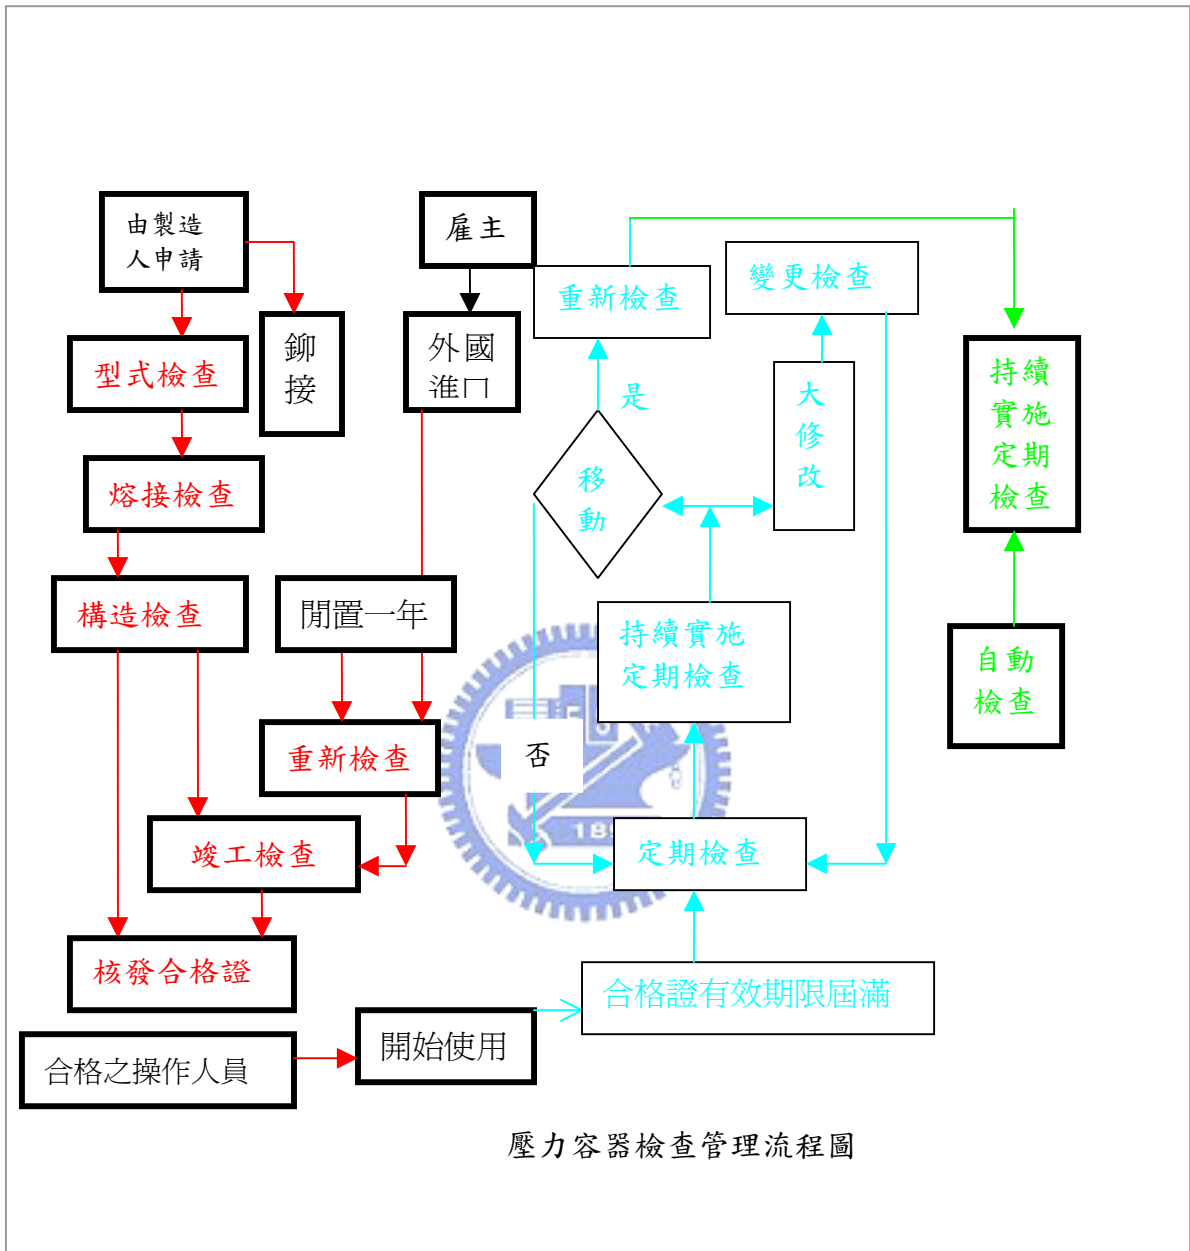 由製造
人申請
雇主
重新檢查
變更檢查
型式檢查
鉚
接
外國
進口
是
大
修
改
持續
實施
定期
檢查
移
動
熔接檢查
構造檢查
閒置一年
持續實施
定期檢查
自動
檢查
重新檢查
否
竣工檢查
定期檢查
核發合格證
合格證有效期限屆滿
開始使用
合格之操作人員
壓力容器檢查管理流程圖